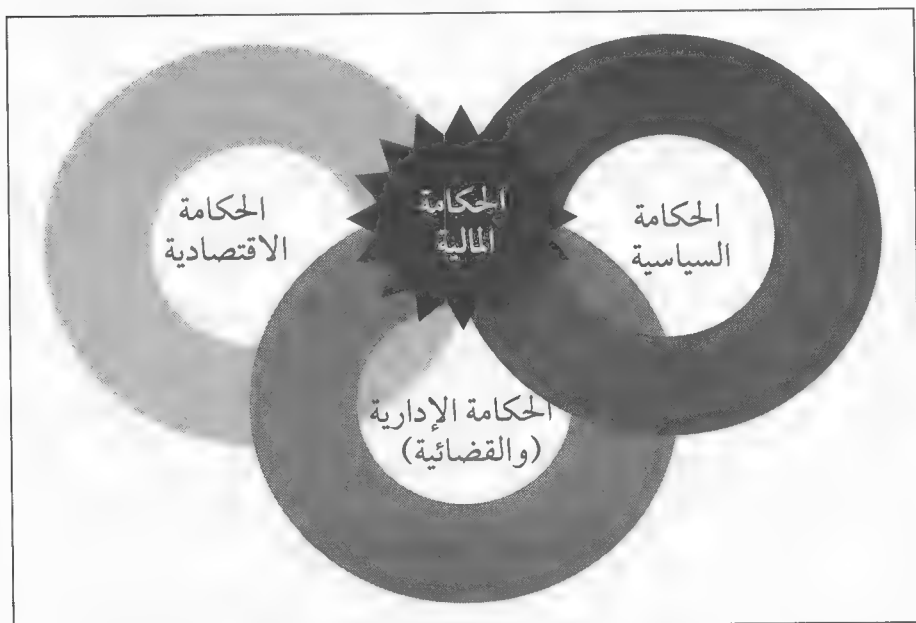 الحكامة
السياسية
الحكامة
المالية
الحكامة
الاقتصادية
الحكامة الإدارية
(والقضائية)